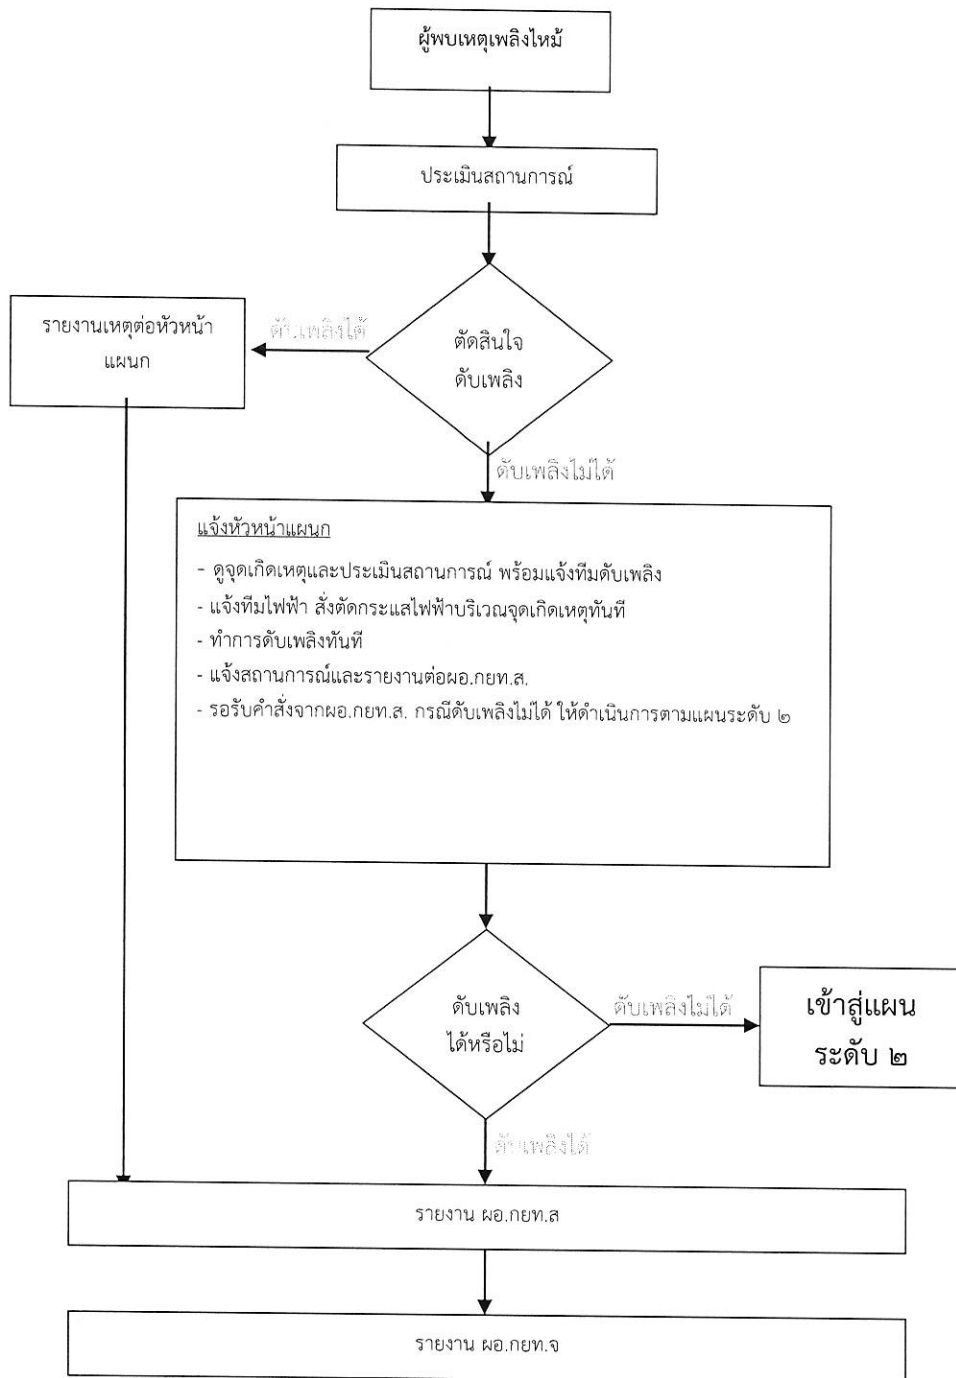 ผู้พบเหตุเพลิงไหม้
ประเมินสถานการณ์
ตัดสินใจ
ดับเพลิง
ดับเพลิงได้
รายงานเหตุต่อหัวหน้า
แผนก
ดับเพลิงไม่ได้
แจ้งหัวหน้าแผนก
- ดูจุดเกิดเหตุและประเมินสถานการณ์ พร้อมแจ้งทีมดับเพลิง
- แจ้งทีมไฟฟ้า สั่งตัดกระแสไฟฟ้าบริเวณจุดเกิดเหตุทันที
- ทำการดับเพลิงทันที
- แจ้งสถานการณ์และรายงานต่อผอ.กยท.ส.
- รอรับคำสั่งจากผอ.กยท.ส. กรณีดับเพลิงไม่ได้ ให้ดำเนินการตามแผนระดับ ๒
ดับเพลิง
ได้หรือไม่
ดับเพลิงไม่ได้
เข้าสู่แผน
ระดับ ๒
ดับเพลิงได้
รายงาน ผอ.กยท.ส
รายงาน ผอ.กยท.จ